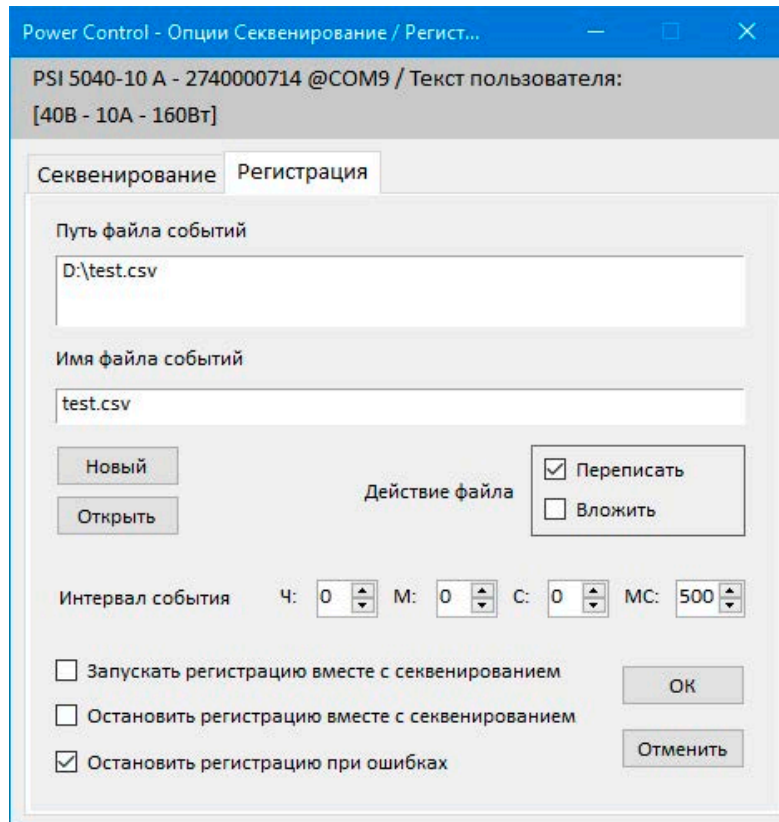 Power Control - Опции Секвенирование / Регист...
PSI 5040-10 A - 2740000714 @COM9 / Текст пользователя:
[40В - 10А - 160Вт]
Секвенирование Регистрация
Путь файла событий
D:\test.csv
Имя файла событий
test.csv
Новый
Переписать
Действие файла
Открыть
Вложить
Интервал события Ч: 0 М: 0 С: 0 МС: 500
Запускать регистрацию вместе с секвенированием
ОК
Остановить регистрацию вместе с секвенированием
Отменить
Остановить регистрацию при ошибках